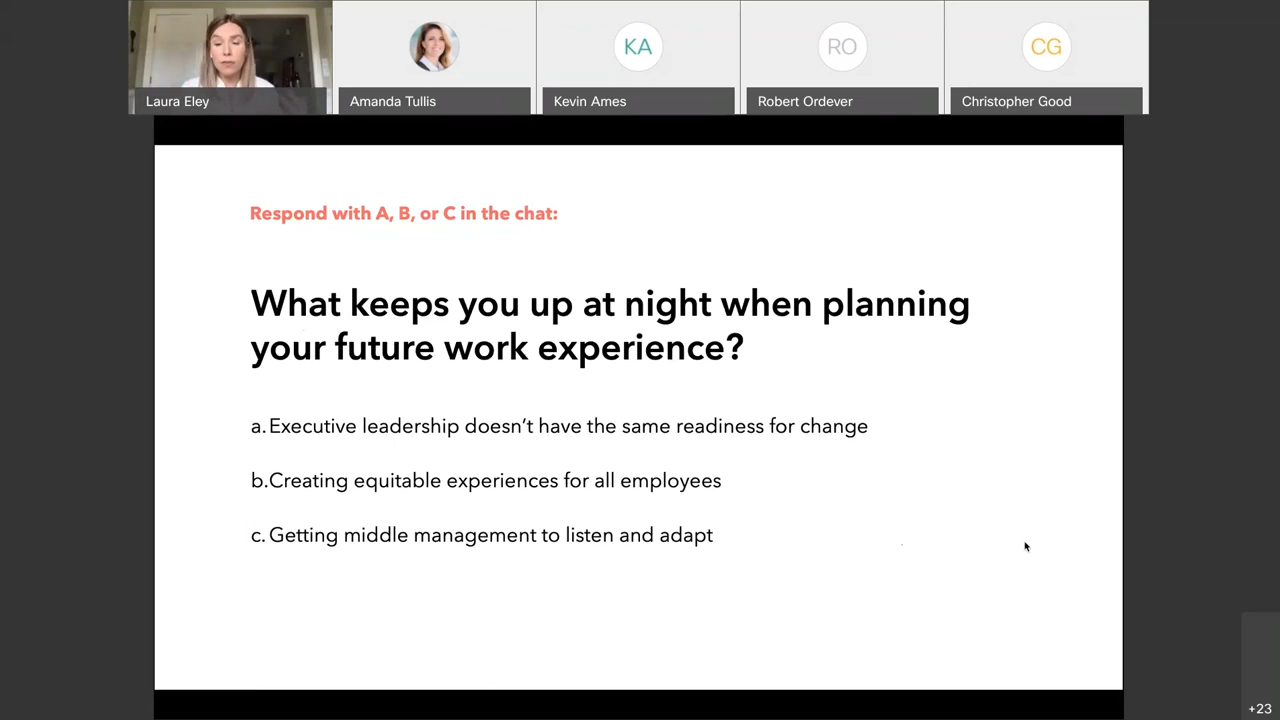 KA
RO
CG
Laura Eley
Amanda Tullis
Kevin Ames
Robert Ordever
Christopher Good
Respond with A, B, or C in the chat:
What keeps you up at night when planning
your future work experience?
a. Executive leadership doesn’t have the same readiness for change
b. Creating equitable experiences for all employees
c. Getting middle management to listen and adapt
+23